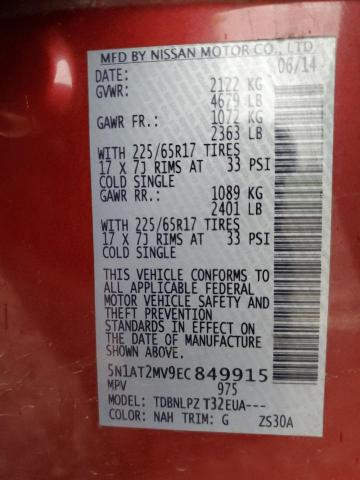 MFD BY NISSAN MOTOR CO., LTD
DATE: 06/14
GVWR: 2122 KG
4679 LB
GAWR FR.: 1072 KG
2363 LB
WITH 225/65R17 TIRES
17 X 7J RIMS AT 33 PSI
COLD SINGLE
GAWR RR.: 1089 KG
2401 LB
WITH 225/65R17 TIRES
17 X 7J RIMS AT 33 PSI
COLD SINGLE
THIS VEHICLE CONFORMS TO
ALL APPLICABLE FEDERAL
MOTOR VEHICLE SAFETY AND
THEFT PREVENTION
STANDARDS IN EFFECT ON
THE DATE OF MANUFACTURE
SHOWN ABOVE.
5N1AT2MV9EC849915
MPV 975
MODEL: TDBNLPZ T32EUA---
COLOR: NAH TRIM: G ZS30A